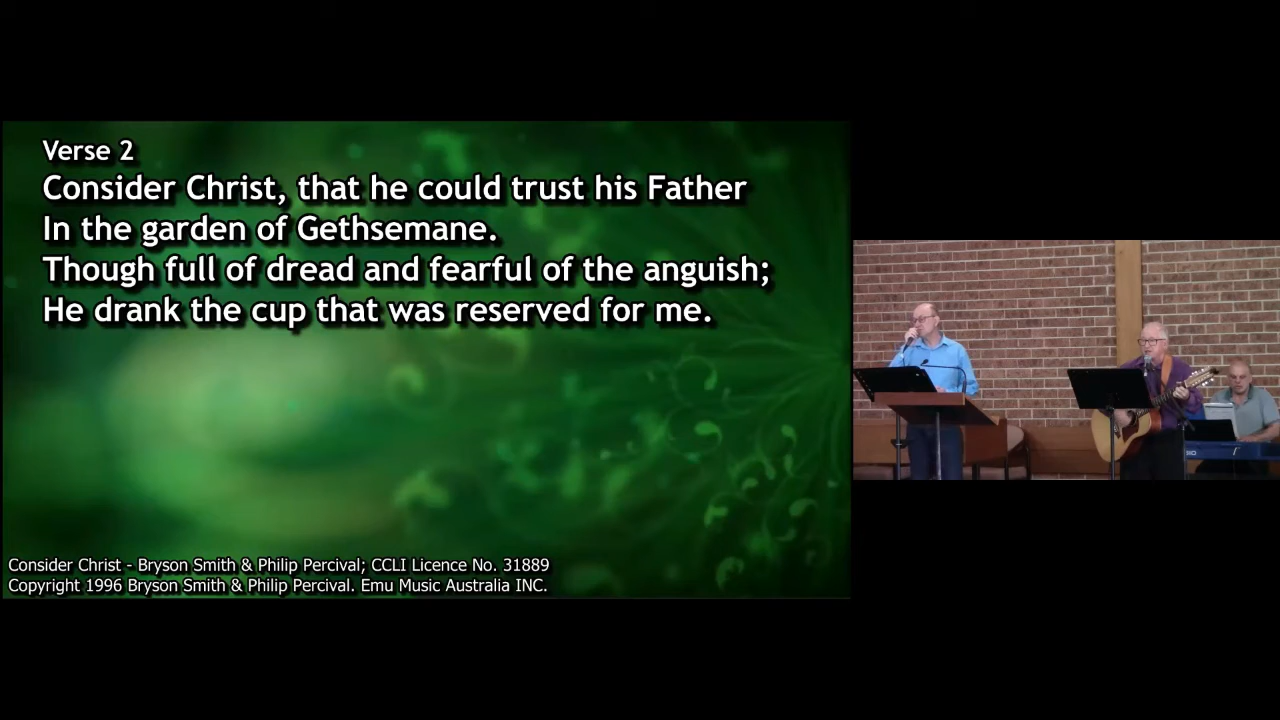 Verse 2
Consider Christ, that he could trust his Father
In the garden of Gethsemane.
Though full of dread and fearful of the anguish;
He drank the cup that was reserved for me.
Consider Christ - Bryson Smith & Philip Percival; CCLI Licence No. 31889
Copyright 1996 Bryson Smith & Philip Percival. Emu Music Australia INC.